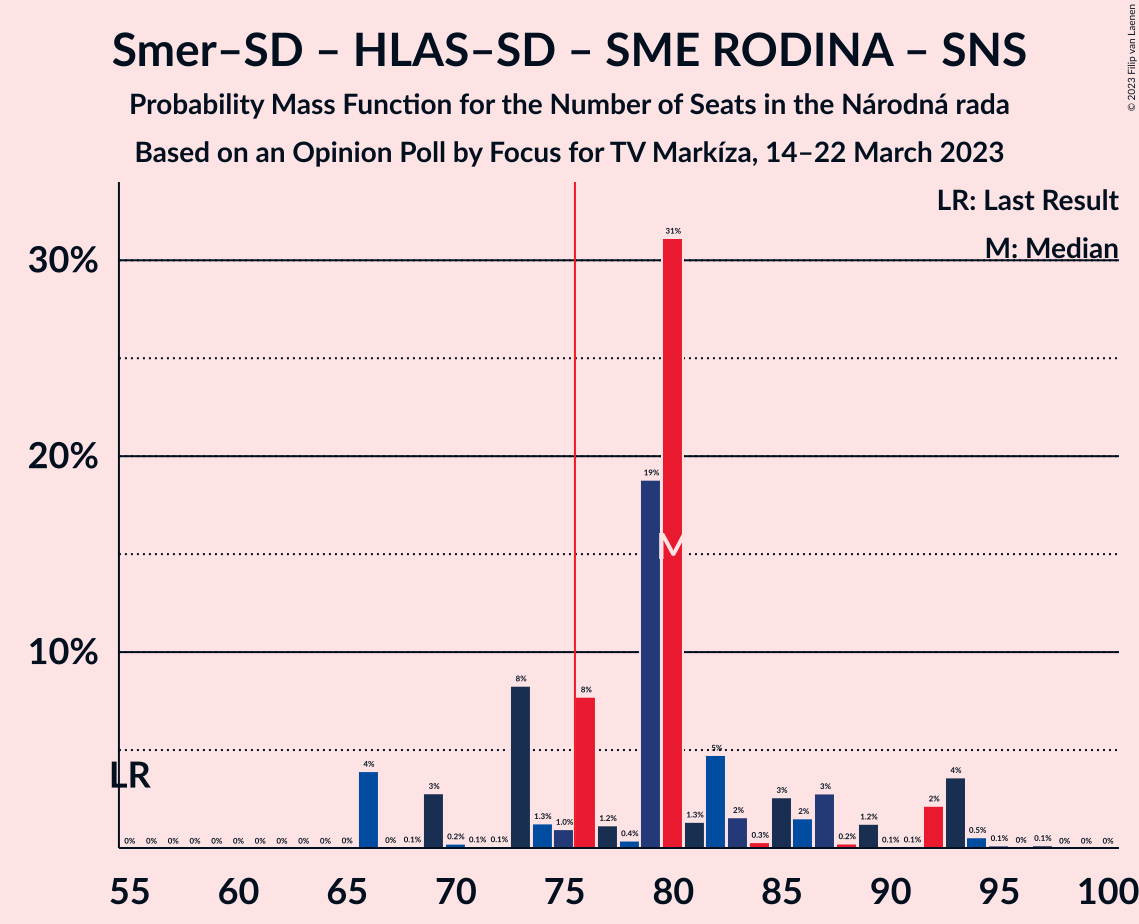 Smer–SD – HLAS–SD – SME RODINA – SNS
Probability Mass Function for the Number of Seats in the Národná rada
Based on an Opinion Poll by Focus for TV Markíza, 14–22 March 2023
© 2023 Filip van Laenen
LR: Last Result
M: Median
30%
20%
10%
LR
M
0% 0% 0% 0% 0% 0% 0% 0% 0% 0% 0% 4% 0% 0.1% 3% 0.2% 0.1% 0.1% 8% 1.3% 1.0% 8% 1.2% 0.4% 19% 31% 1.3% 5% 2% 0.3% 3% 2% 3% 0.2% 1.2% 0.1% 0.1% 2% 4% 0.5% 0.1% 0% 0.1% 0% 0% 0%
55 60 65 70 75 80 85 90 95 100